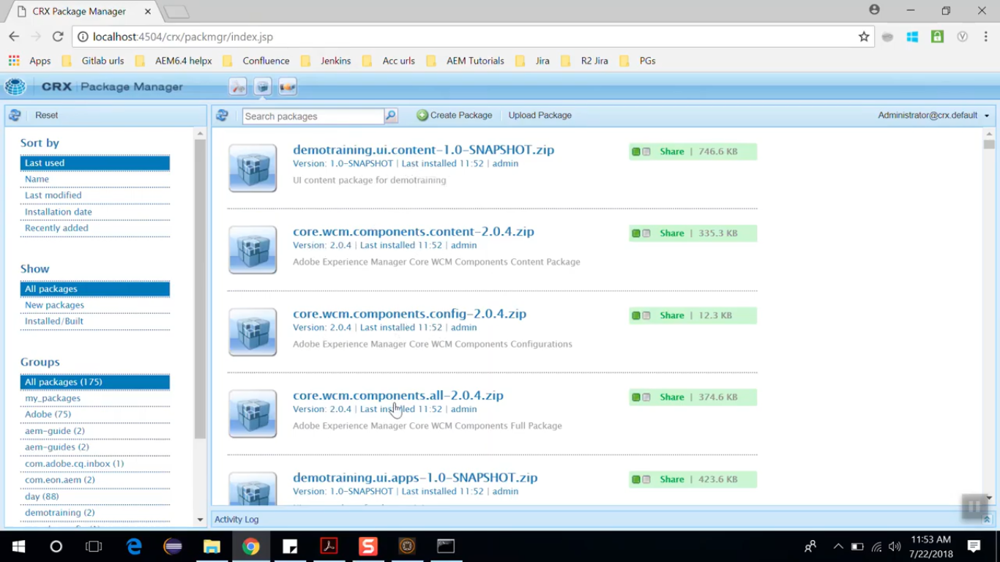 CRX Package Manager
localhost:4504/crx/packmgr/index.jsp
Apps Gitlab urls AEM6.4 helpx Confluence Jenkins Acc urls AEM Tutorials Jira R2 Jira PGs
CRX Package Manager
Reset
Search packages Create Package Upload Package Administrator@crx.default
Sort by
Last used
Name
Last modified
Installation date
Recently added
Show
All packages
New packages
Installed/Built
Groups
All packages (175)
my_packages
Adobe (75)
aem-guide (2)
aem-guides (2)
com.adobe.cq.inbox (1)
com.eon.aem (2)
day (88)
demotraining (2)
demotraining.ui.content-1.0-SNAPSHOT.zip
Share | 746.6 KB
Version: 1.0-SNAPSHOT | Last installed 11:52 | admin
UI content package for demotraining
core.wcm.components.content-2.0.4.zip
Share | 335.3 KB
Version: 2.0.4 | Last installed 11:52 | admin
Adobe Experience Manager Core WCM Components Content Package
core.wcm.components.config-2.0.4.zip
Share | 12.3 KB
Version: 2.0.4 | Last installed 11:52 | admin
Adobe Experience Manager Core WCM Components Configurations
core.wcm.components.all-2.0.4.zip
Share | 374.6 KB
Version: 2.0.4 | Last installed 11:52 | admin
Adobe Experience Manager Core WCM Components Full Package
demotraining.ui.apps-1.0-SNAPSHOT.zip
Share | 423.6 KB
Version: 1.0-SNAPSHOT | Last installed 11:52 | admin
Activity Log
11:53 AM
7/22/2018